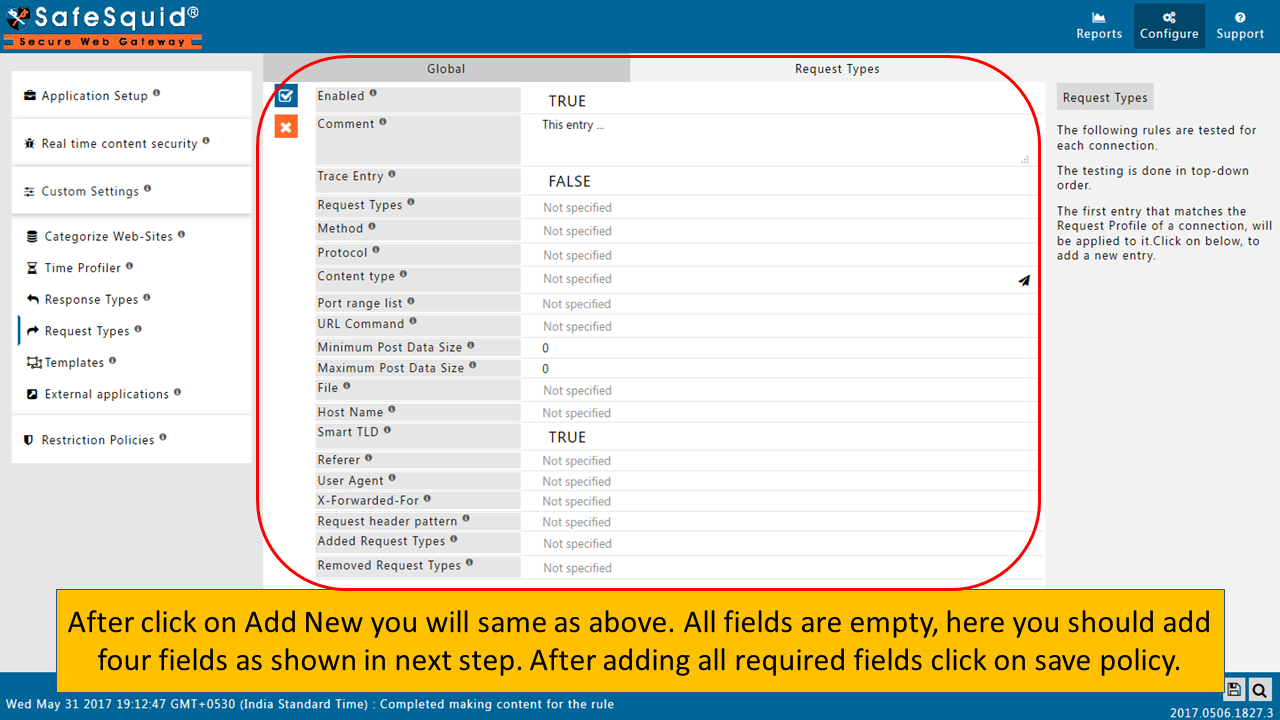 SafeSquid®
Secure Web Gateway
Reports
Configure
Support
Application Setup
Real time content security
Custom Settings
Categorize Web-Sites
Time Profiler
Response Types
Request Types
Templates
External applications
Restriction Policies
Global
Request Types
Enabled TRUE
Comment This entry ...
Trace Entry FALSE
Request Types Not specified
Method Not specified
Protocol Not specified
Content type Not specified
Port range list Not specified
URL Command Not specified
Minimum Post Data Size 0
Maximum Post Data Size 0
File Not specified
Host Name Not specified
Smart TLD TRUE
Referer Not specified
User Agent Not specified
X-Forwarded-For Not specified
Request header pattern Not specified
Added Request Types Not specified
Removed Request Types Not specified
Request Types
The following rules are tested for
each connection.
The testing is done in top-down
order.
The first entry that matches the
Request Profile of a connection, will
be applied to it.Click on below, to
add a new entry.
After click on Add New you will same as above. All fields are empty, here you should add
four fields as shown in next step. After adding all required fields click on save policy.
Wed May 31 2017 19:12:47 GMT+0530 (India Standard Time) : Completed making content for the rule
2017.0506.1827.3